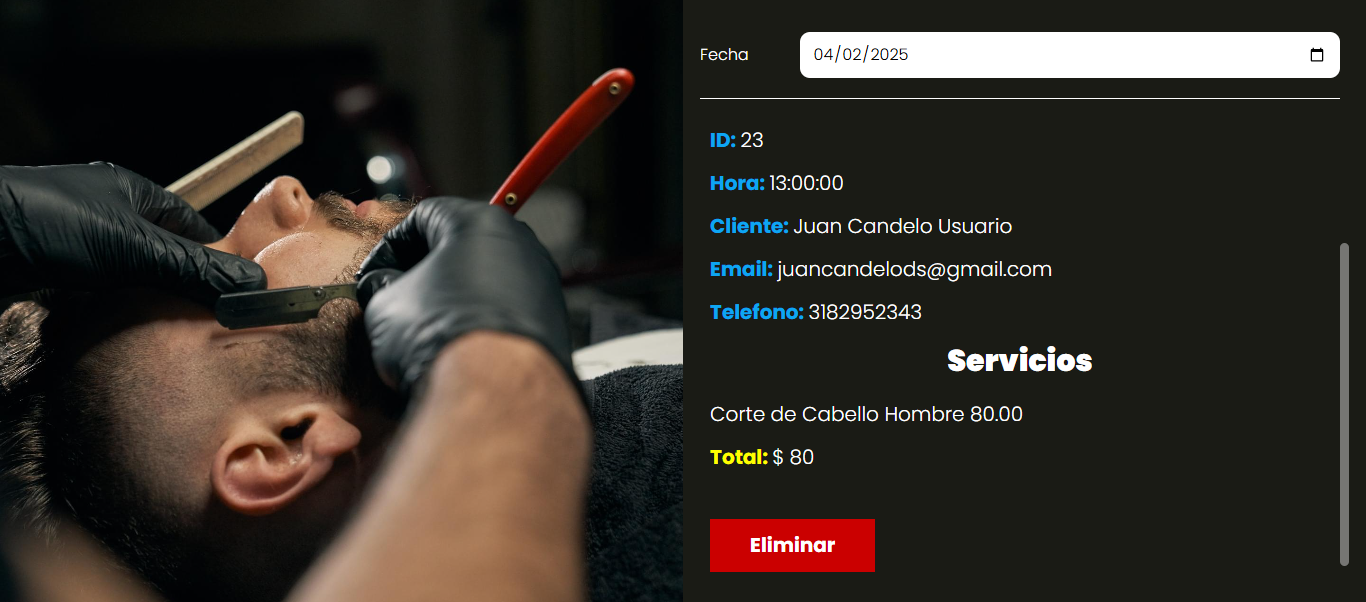 Fecha 04/02/2025
ID: 23
Hora: 13:00:00
Cliente: Juan Candelo Usuario
Email: juancandelods@gmail.com
Telefono: 3182952343
Servicios
Corte de Cabello Hombre 80.00
Total: $ 80
Eliminar